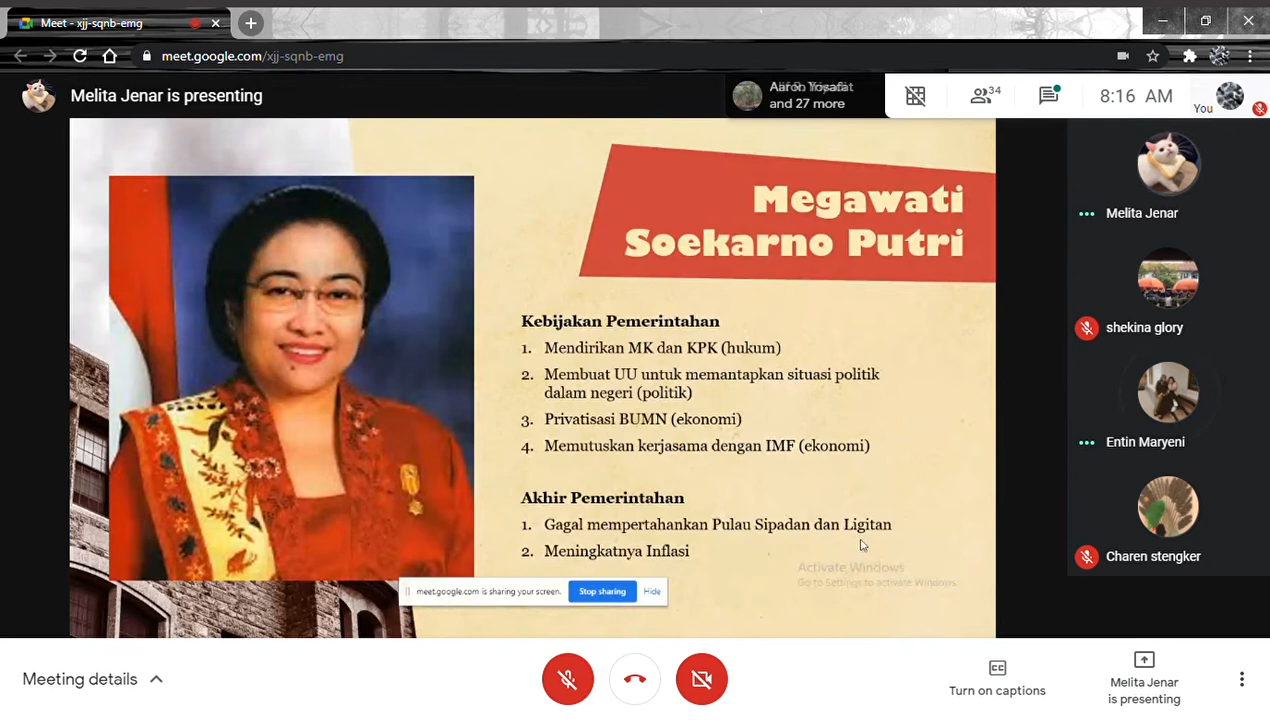 Meet - xjj-sqnb-emg
meet.google.com/xjj-sqnb-emg
Melita Jenar is presenting
and 27 more
34
8:16 AM
You
Megawati
Soekarno Putri
Kebijakan Pemerintahan
1. Mendirikan MK dan KPK (hukum)
2. Membuat UU untuk memantapkan situasi politik
dalam negeri (politik)
3. Privatisasi BUMN (ekonomi)
4. Memutuskan kerjasama dengan IMF (ekonomi)
Akhir Pemerintahan
1. Gagal mempertahankan Pulau Sipadan dan Ligitan
2. Meningkatnya Inflasi
Activate Windows
Go to Settings to activate Windows.
meet.google.com is sharing your screen.
Stop sharing
Hide
Melita Jenar
shekina glory
Entin Maryeni
Charen stengker
Meeting details
Turn on captions
Melita Jenar
is presenting